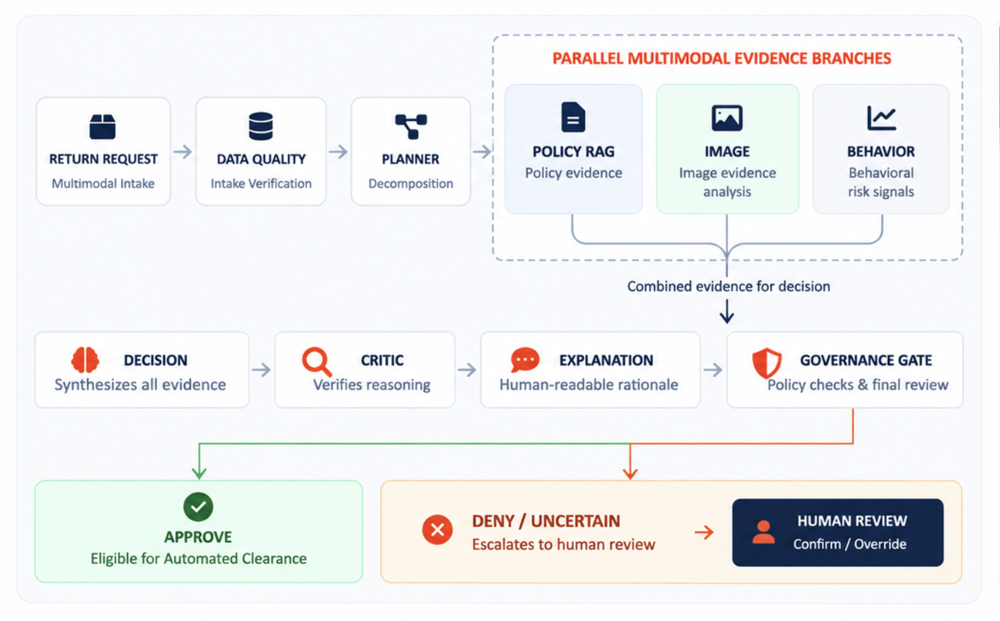 PARALLEL MULTIMODAL EVIDENCE BRANCHES
RETURN REQUEST
Multimodal Intake
DATA QUALITY
Intake Verification
PLANNER
Decomposition
POLICY RAG
Policy evidence
IMAGE
Image evidence
analysis
BEHAVIOR
Behavioral
risk signals
Combined evidence for decision
DECISION
Synthesizes all evidence
CRITIC
Verifies reasoning
EXPLANATION
Human-readable rationale
GOVERNANCE GATE
Policy checks & final review
APPROVE
Eligible for Automated Clearance
DENY / UNCERTAIN
Escalates to human review
HUMAN REVIEW
Confirm / Override